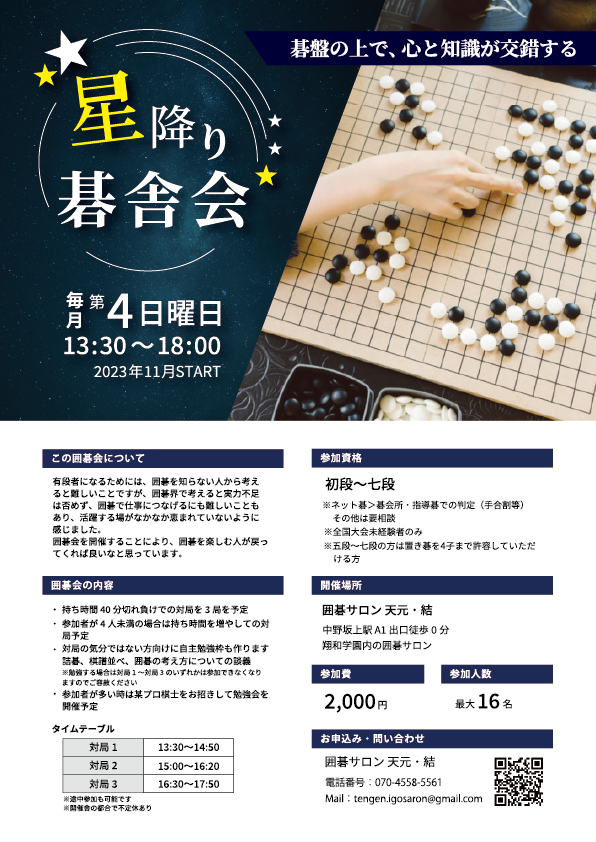 碁盤の上で、心と知識が交錯する
星降り
碁舎会
毎月 第4日曜日
13:30～18:00
2023年11月START
この囲碁会について
有段者になるためには、囲碁を知らない人から考え
ると難しいことですが、囲碁界で考えると実力不足
は否めず、囲碁で仕事につなげるにも難しいことも
あり、活躍する場がなかなか恵まれていないように
感じました。
囲碁会を開催することにより、囲碁を楽しむ人が戻っ
てくれば良いなと思っています。
囲碁会の内容
・ 持ち時間 40 分切れ負けでの対局を 3 局を予定
・ 参加者が 4 人未満の場合は持ち時間を増やしての対
局予定
・ 対局の気分ではない方向けに自主勉強枠も作ります
詰碁、棋譜並べ、囲碁の考え方についての談義
※勉強する場合は対局 1～対局 3 のいずれかは参加できなくなり
ますのでご容赦ください
・ 参加者が多い時は某プロ棋士をお招きして勉強会を
開催予定
タイムテーブル
対局 1 13:30～14:50
対局 2 15:00～16:20
対局 3 16:30～17:50
※途中参加も可能です
※開催舎の都合で不定休あり
参加資格
初段～七段
※ネット碁＞碁会所・指導碁での判定（手合割等）
その他は要相談
※全国大会未経験者のみ
※五段～七段の方は置き碁を4子まで許容していただ
ける方
開催場所
囲碁サロン 天元・結
中野坂上駅 A1 出口徒歩 0 分
翔和学園内の囲碁サロン
参加費
2,000円
参加人数
最大 16 名
お申込み・問い合わせ
囲碁サロン 天元・結
電話番号：070-4558-5561
Mail：tengen.igosaron@gmail.com